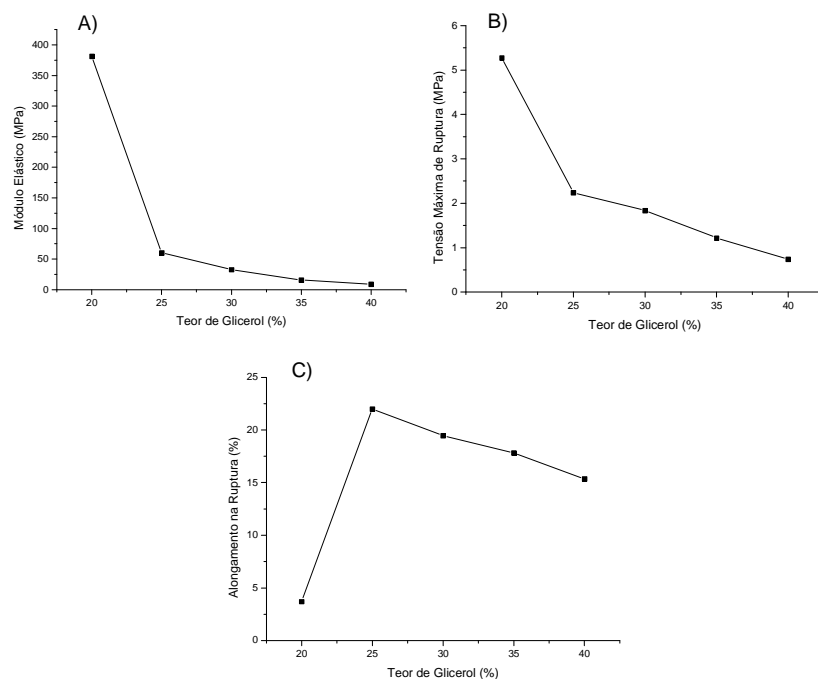 A)
400
350
300
250
200
150
100
50
0
20 25 30 35 40
Módulo Elástico (MPa)
Teor de Glicerol (%)
B)
6
5
4
3
2
1
0
20 25 30 35 40
Tensão Máxima de Ruptura (MPa)
Teor de Glicerol (%)
C)
25
20
15
10
5
0
20 25 30 35 40
Alongamento na Ruptura (%)
Teor de Glicerol (%)